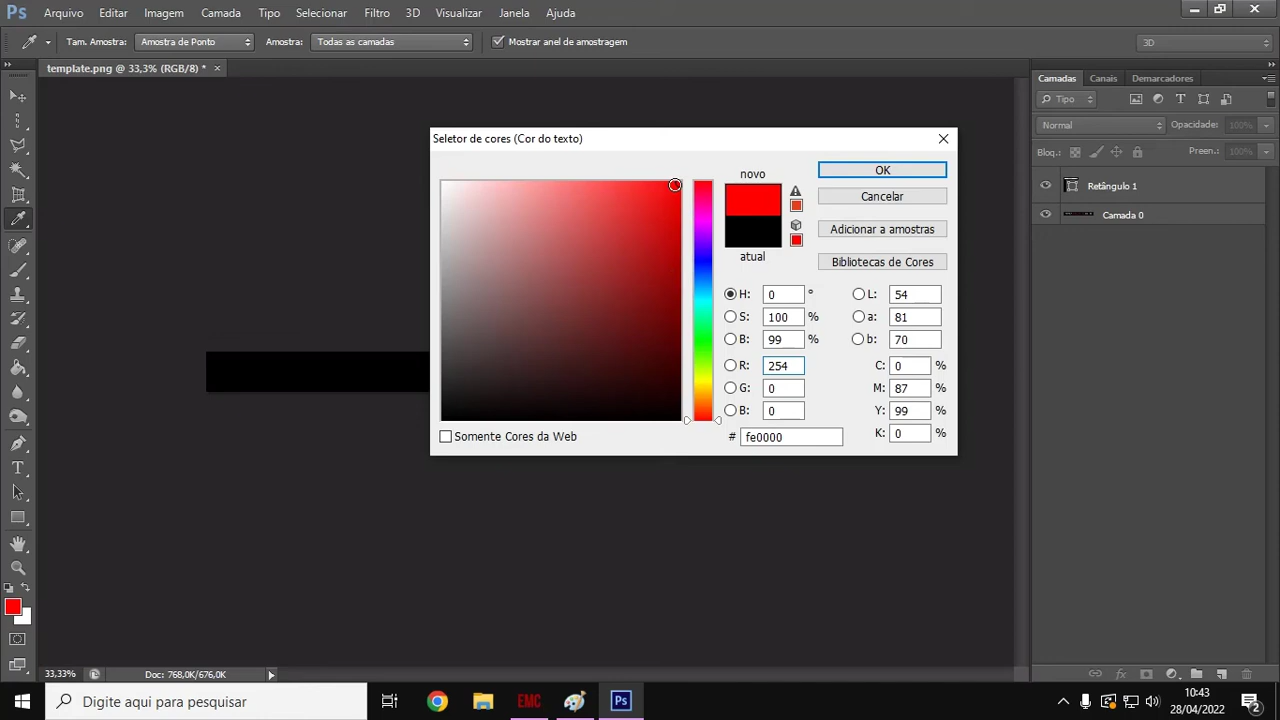 Ps Arquivo Editar Imagem Camada Tipo Selecionar Filtro 3D Visualizar Janela Ajuda
Tam. Amostra: Amostra de Ponto Amostra: Todas as camadas Mostrar anel de amostragem 3D
template.png @ 33,3% (RGB/8) * ×
Camadas Canais Demarcadores
Tipo
Normal Opacidade: 100%
Bloq.: Preen.: 100%
Retângulo 1
Camada 0
Seletor de cores (Cor do texto)
novo
atual
OK
Cancelar
Adicionar a amostras
Bibliotecas de Cores
H: 0 ° L: 54
S: 100 % a: 81
B: 99 % b: 70
R: 254 C: 0 %
G: 0 M: 87 %
B: 0 Y: 99 %
# fe0000 K: 0 %
Somente Cores da Web
T
33,33% Doc: 768,0K/676,0K
fx
Digite aqui para pesquisar
EMC
Ps
10:43
28/04/2022
2